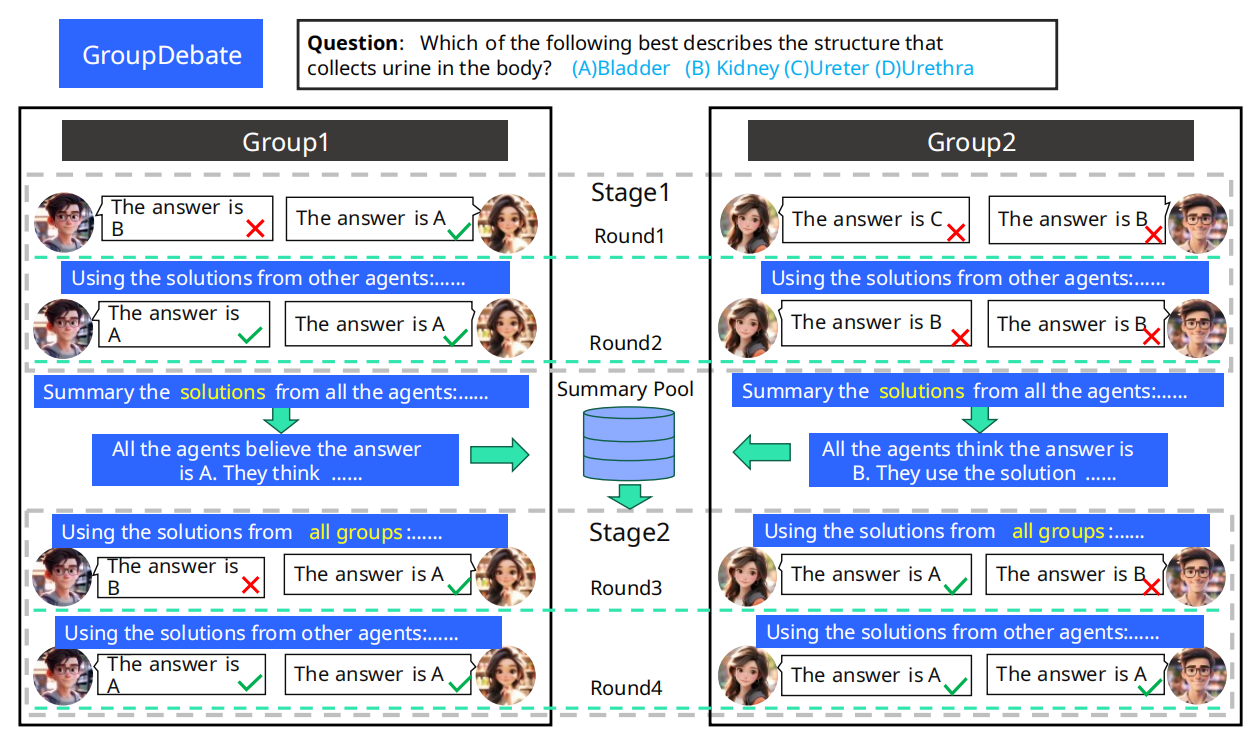 GroupDebate
Question: Which of the following best describes the structure that
collects urine in the body? (A)Bladder (B) Kidney (C)Ureter (D)Urethra
Group1
Group2
Stage1
The answer is
B
The answer is A
Round1
The answer is C
The answer is B
Using the solutions from other agents:......
Using the solutions from other agents:......
The answer is
A
The answer is A
Round2
The answer is B
The answer is B
Summary the solutions from all the agents:......
Summary Pool
Summary the solutions from all the agents:......
All the agents believe the answer
is A. They think ......
All the agents think the answer is
B. They use the solution ......
Stage2
Using the solutions from all groups:......
Using the solutions from all groups:......
The answer is
B
The answer is A
Round3
The answer is A
The answer is B
Using the solutions from other agents:......
Using the solutions from other agents:......
The answer is
A
The answer is A
Round4
The answer is A
The answer is A